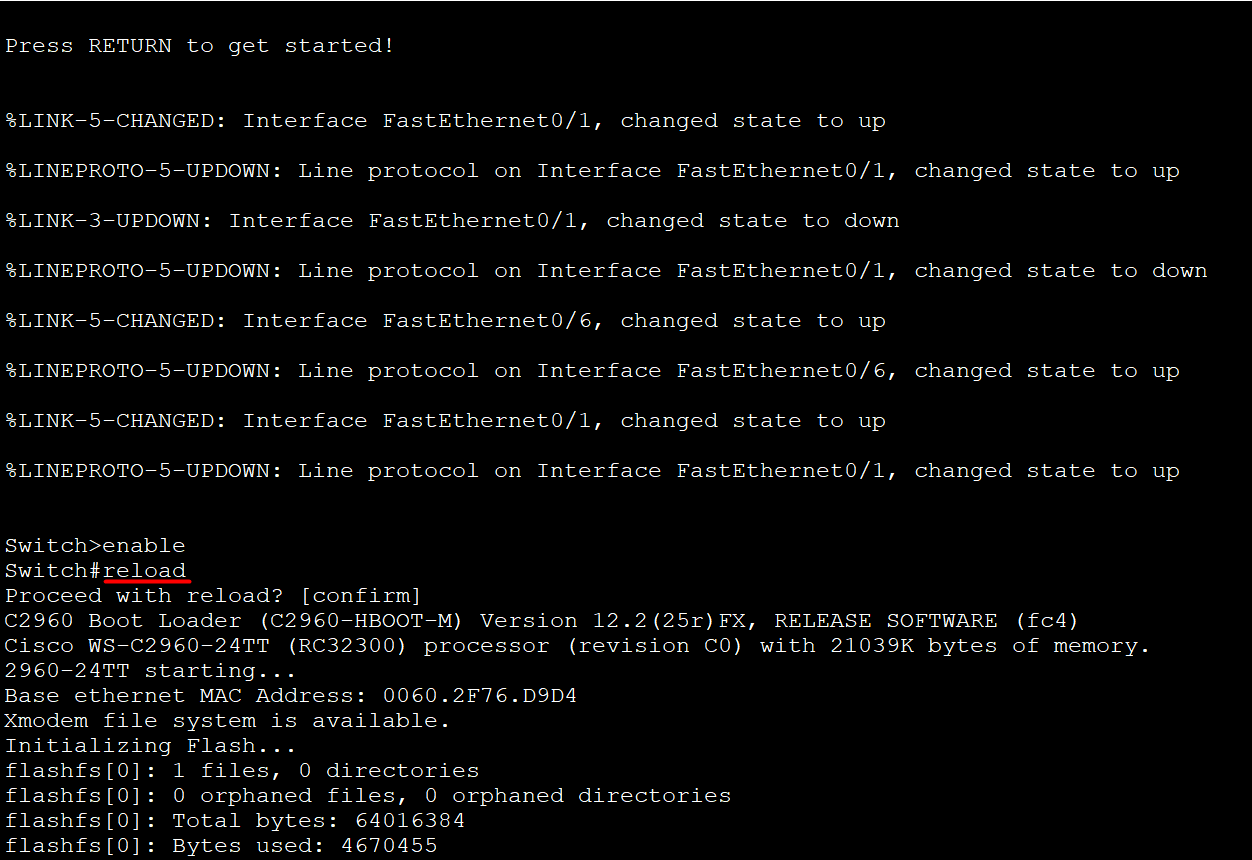 Press RETURN to get started!
%LINK-5-CHANGED: Interface FastEthernet0/1, changed state to up
%LINEPROTO-5-UPDOWN: Line protocol on Interface FastEthernet0/1, changed state to up
%LINK-3-UPDOWN: Interface FastEthernet0/1, changed state to down
%LINEPROTO-5-UPDOWN: Line protocol on Interface FastEthernet0/1, changed state to down
%LINK-5-CHANGED: Interface FastEthernet0/6, changed state to up
%LINEPROTO-5-UPDOWN: Line protocol on Interface FastEthernet0/6, changed state to up
%LINK-5-CHANGED: Interface FastEthernet0/1, changed state to up
%LINEPROTO-5-UPDOWN: Line protocol on Interface FastEthernet0/1, changed state to up
Switch>enable
Switch#reload
Proceed with reload? [confirm]
C2960 Boot Loader (C2960-HBOOT-M) Version 12.2(25r)FX, RELEASE SOFTWARE (fc4)
Cisco WS-C2960-24TT (RC32300) processor (revision C0) with 21039K bytes of memory.
2960-24TT starting...
Base ethernet MAC Address: 0060.2F76.D9D4
Xmodem file system is available.
Initializing Flash...
flashfs[0]: 1 files, 0 directories
flashfs[0]: 0 orphaned files, 0 orphaned directories
flashfs[0]: Total bytes: 64016384
flashfs[0]: Bytes used: 4670455